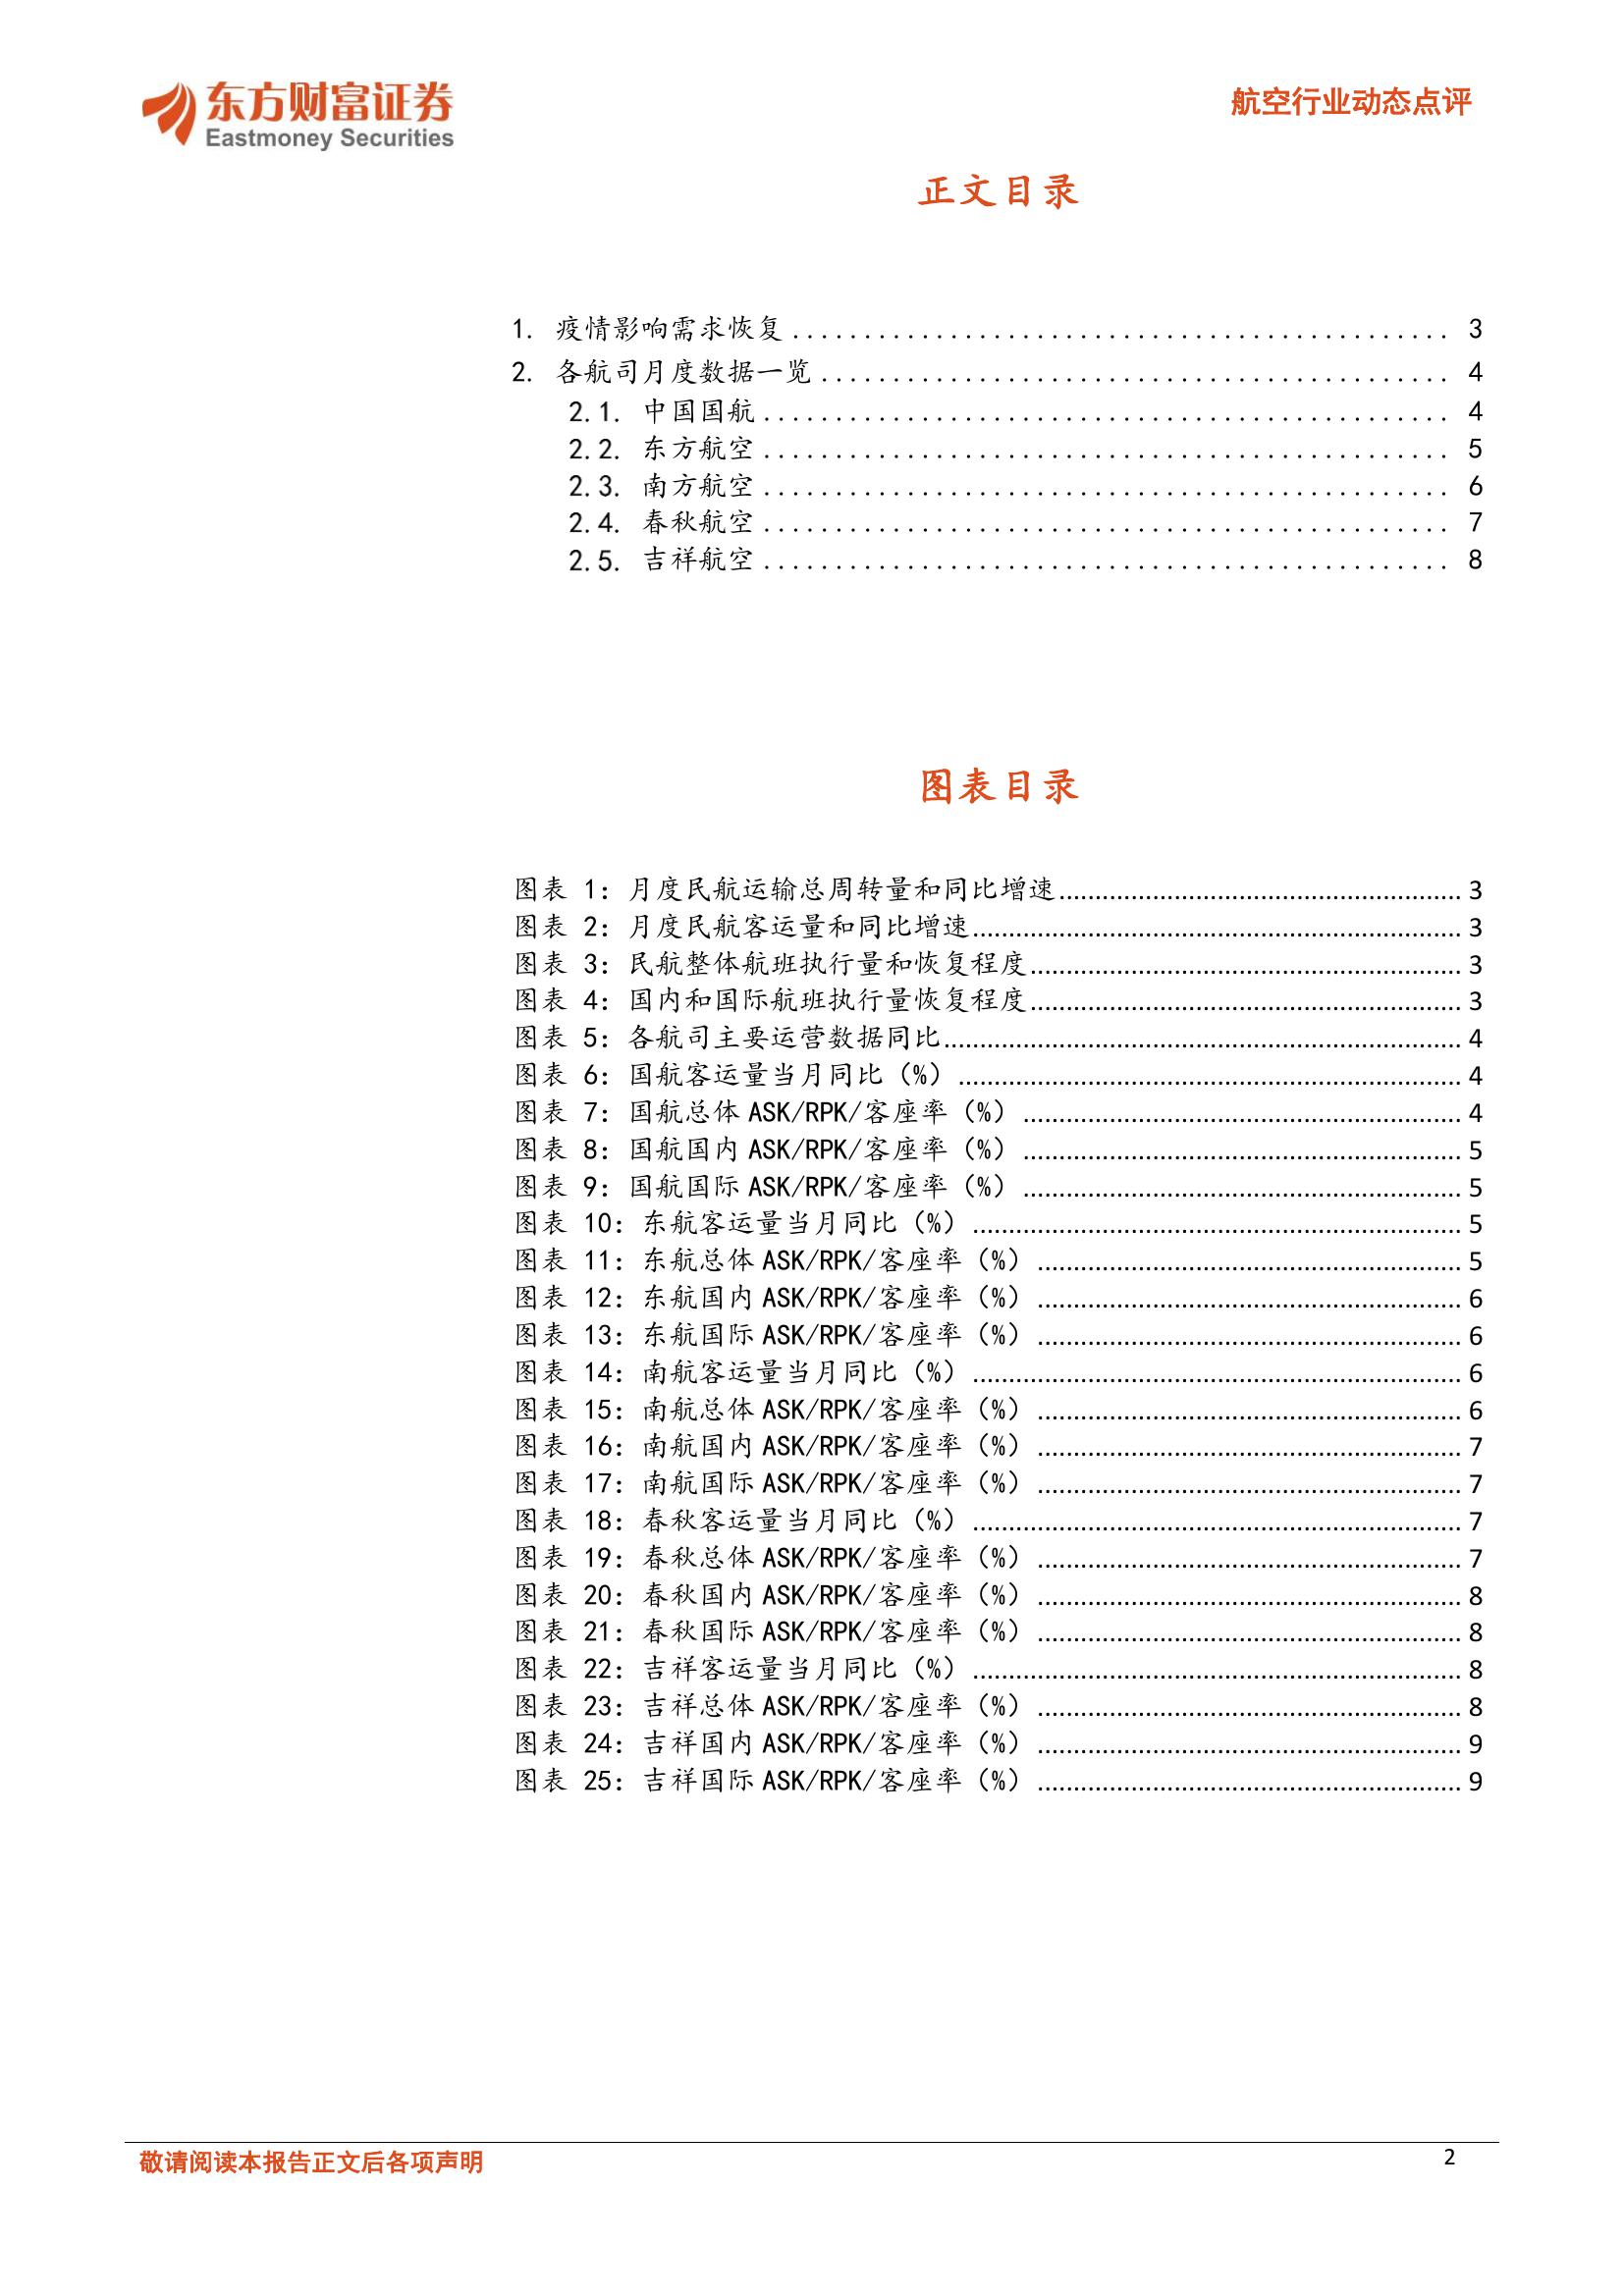 东方财富证券
Eastmoney Securities
航空行业动态点评
正文目录
1. 疫情影响需求恢复 .............................................. 3
2. 各航司月度数据一览 ............................................ 4
2.1. 中国国航 ................................................ 4
2.2. 东方航空 ................................................ 5
2.3. 南方航空 ................................................ 6
2.4. 春秋航空 ................................................ 7
2.5. 吉祥航空 ................................................ 8
图表目录
图表 1：月度民航运输总周转量和同比增速........................................................ 3
图表 2：月度民航客运量和同比增速.................................................................... 3
图表 3：民航整体航班执行量和恢复程度............................................................ 3
图表 4：国内和国际航班执行量恢复程度............................................................ 3
图表 5：各航司主要运营数据同比........................................................................ 4
图表 6：国航客运量当月同比（%）...................................................................... 4
图表 7：国航总体 ASK/RPK/客座率（%）............................................................. 4
图表 8：国航国内 ASK/RPK/客座率（%）............................................................. 5
图表 9：国航国际 ASK/RPK/客座率（%）............................................................. 5
图表 10：东航客运量当月同比（%）.................................................................... 5
图表 11：东航总体 ASK/RPK/客座率（%）........................................................... 5
图表 12：东航国内 ASK/RPK/客座率（%）........................................................... 6
图表 13：东航国际 ASK/RPK/客座率（%）........................................................... 6
图表 14：南航客运量当月同比（%）.................................................................... 6
图表 15：南航总体 ASK/RPK/客座率（%）........................................................... 6
图表 16：南航国内 ASK/RPK/客座率（%）........................................................... 7
图表 17：南航国际 ASK/RPK/客座率（%）........................................................... 7
图表 18：春秋客运量当月同比（%）.................................................................... 7
图表 19：春秋总体 ASK/RPK/客座率（%）........................................................... 7
图表 20：春秋国内 ASK/RPK/客座率（%）........................................................... 8
图表 21：春秋国际 ASK/RPK/客座率（%）........................................................... 8
图表 22：吉祥客运量当月同比（%）.................................................................... 8
图表 23：吉祥总体 ASK/RPK/客座率（%）........................................................... 8
图表 24：吉祥国内 ASK/RPK/客座率（%）........................................................... 9
图表 25：吉祥国际 ASK/RPK/客座率（%）........................................................... 9
敬请阅读本报告正文后各项声明
2